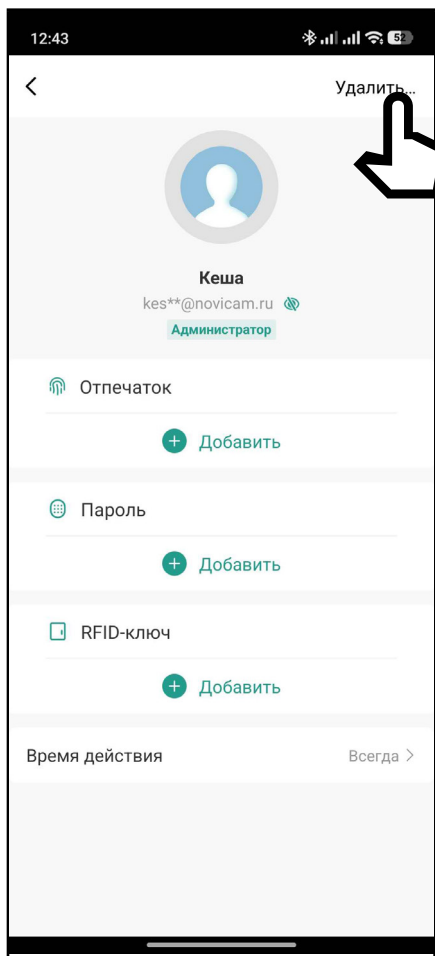 12:43
52
Удалить...
Кеша
kes**@novicam.ru
Администратор
Отпечаток
Добавить
Пароль
Добавить
RFID-ключ
Добавить
Время действия
Всегда